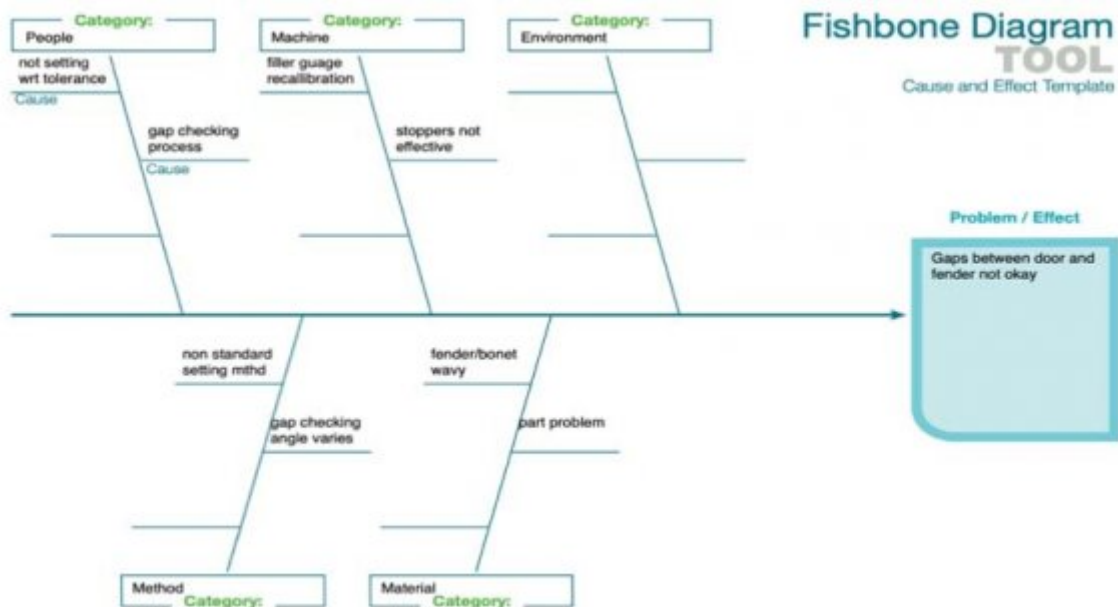 Fishbone Diagram
TOOL
Cause and Effect Template
Category:
People
Category:
Machine
Category:
Environment
not setting
wrt tolerance
Cause
gap checking
process
Cause
filler guage
recallibration
stoppers not
effective
Problem / Effect
Gaps between door and
fender not okay
non standard
setting mthd
gap checking
angle varies
fender/bonet
wavy
part problem
Method
Category:
Material
Category: